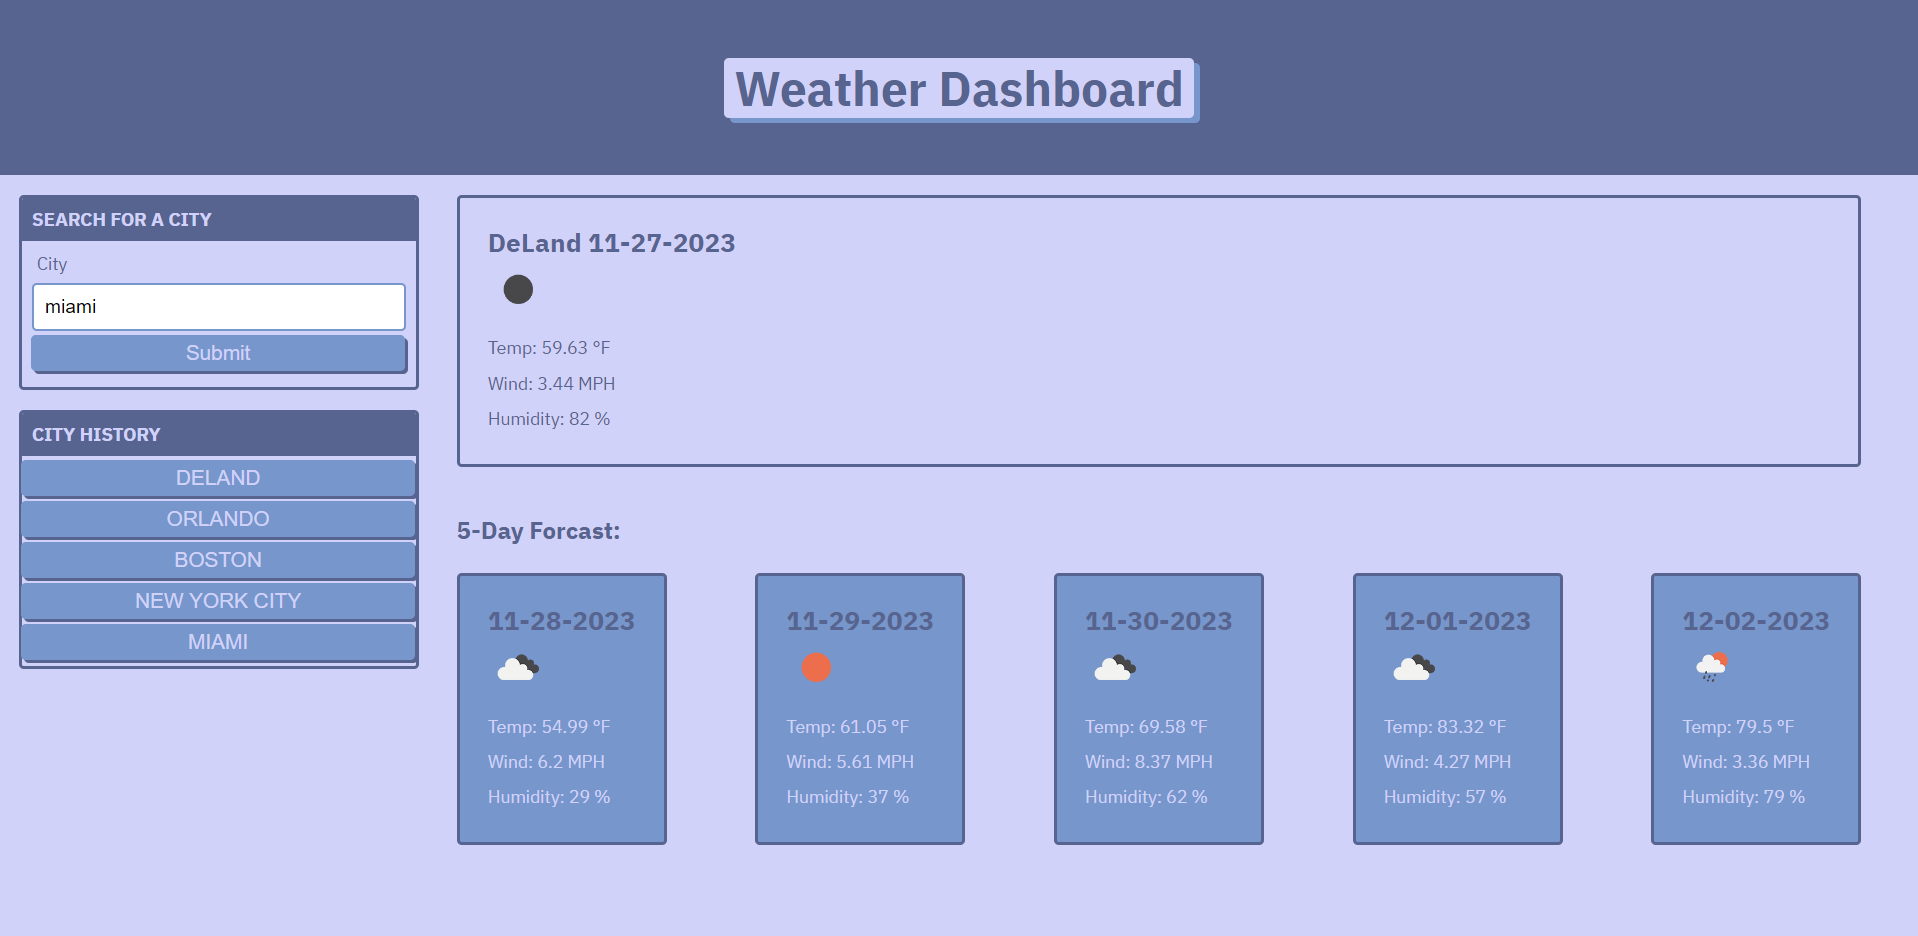 Weather Dashboard
SEARCH FOR A CITY
City
miami
Submit
CITY HISTORY
DELAND
ORLANDO
BOSTON
NEW YORK CITY
MIAMI
DeLand 11-27-2023
Temp: 59.63 °F
Wind: 3.44 MPH
Humidity: 82 %
5-Day Forcast:
11-28-2023
Temp: 54.99 °F
Wind: 6.2 MPH
Humidity: 29 %
11-29-2023
Temp: 61.05 °F
Wind: 5.61 MPH
Humidity: 37 %
11-30-2023
Temp: 69.58 °F
Wind: 8.37 MPH
Humidity: 62 %
12-01-2023
Temp: 83.32 °F
Wind: 4.27 MPH
Humidity: 57 %
12-02-2023
Temp: 79.5 °F
Wind: 3.36 MPH
Humidity: 79 %